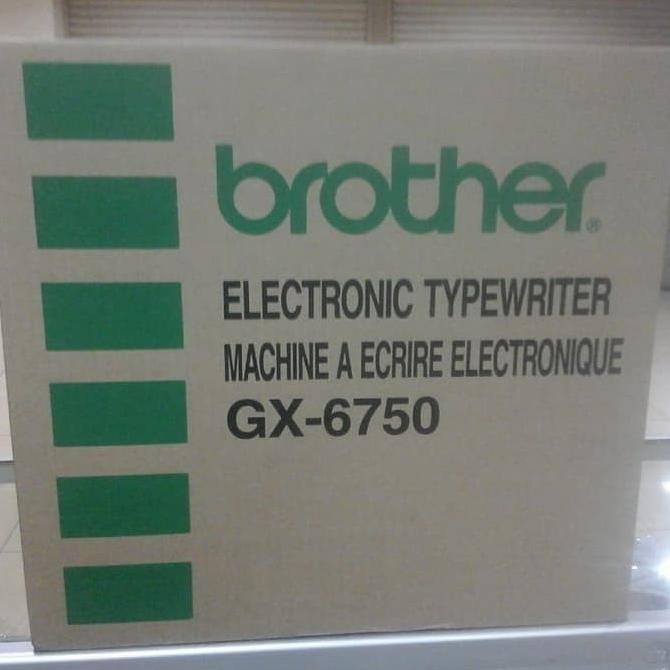 brother®
ELECTRONIC TYPEWRITER
MACHINE A ECRIRE ELECTRONIQUE
GX-6750